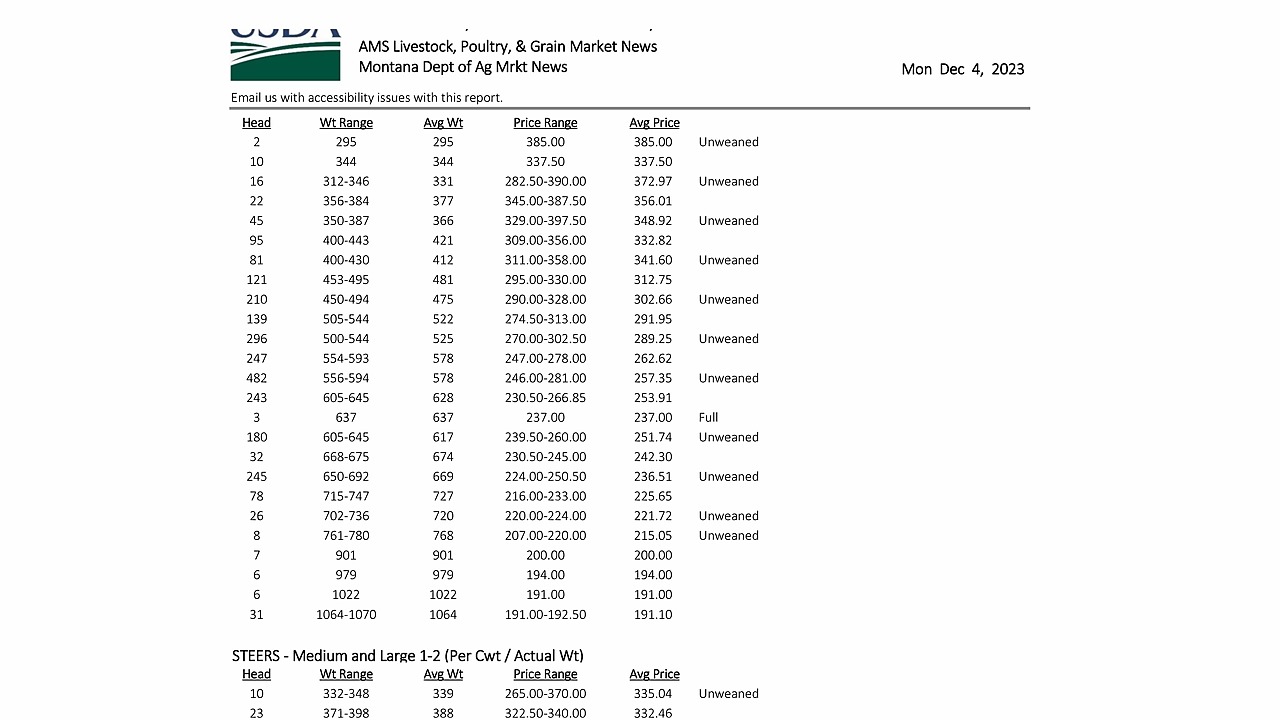 USDA
AMS Livestock, Poultry, & Grain Market News
Montana Dept of Ag Mrkt News
Mon Dec 4, 2023
Email us with accessibility issues with this report.
Head Wt Range Avg Wt Price Range Avg Price
2 295 295 385.00 385.00 Unweaned
10 344 344 337.50 337.50
16 312-346 331 282.50-390.00 372.97 Unweaned
22 356-384 377 345.00-387.50 356.01
45 350-387 366 329.00-397.50 348.92 Unweaned
95 400-443 421 309.00-356.00 332.82
81 400-430 412 311.00-358.00 341.60 Unweaned
121 453-495 481 295.00-330.00 312.75
210 450-494 475 290.00-328.00 302.66 Unweaned
139 505-544 522 274.50-313.00 291.95
296 500-544 525 270.00-302.50 289.25 Unweaned
247 554-593 578 247.00-278.00 262.62
482 556-594 578 246.00-281.00 257.35 Unweaned
243 605-645 628 230.50-266.85 253.91
3 637 637 237.00 237.00 Full
180 605-645 617 239.50-260.00 251.74 Unweaned
32 668-675 674 230.50-245.00 242.30
245 650-692 669 224.00-250.50 236.51 Unweaned
78 715-747 727 216.00-233.00 225.65
26 702-736 720 220.00-224.00 221.72 Unweaned
8 761-780 768 207.00-220.00 215.05 Unweaned
7 901 901 200.00 200.00
6 979 979 194.00 194.00
6 1022 1022 191.00 191.00
31 1064-1070 1064 191.00-192.50 191.10
STEERS - Medium and Large 1-2 (Per Cwt / Actual Wt)
Head Wt Range Avg Wt Price Range Avg Price
10 332-348 339 265.00-370.00 335.04 Unweaned
23 371-398 388 322.50-340.00 332.46